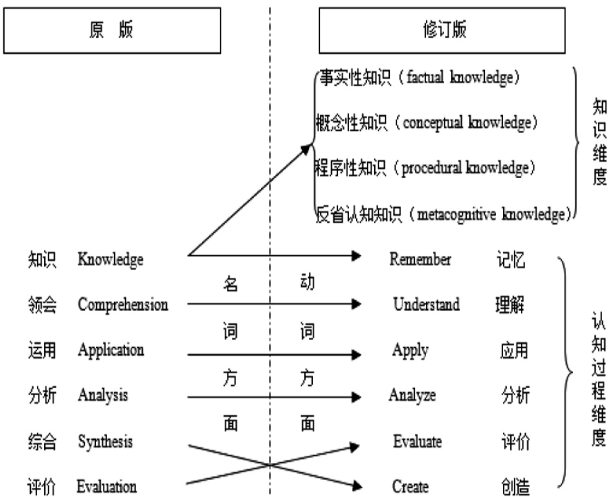 原 版
修订版
事实性知识（factual knowledge）
概念性知识（conceptual knowledge）
程序性知识（procedural knowledge）
反省认知知识（metacognitive knowledge）
知识维度
知识 Knowledge
Remember 记忆
领会 Comprehension
Understand 理解
运用 Application
Apply 应用
分析 Analysis
Analyze 分析
综合 Synthesis
Evaluate 评价
评价 Evaluation
Create 创造
名词方面
动词方面
认知过程维度